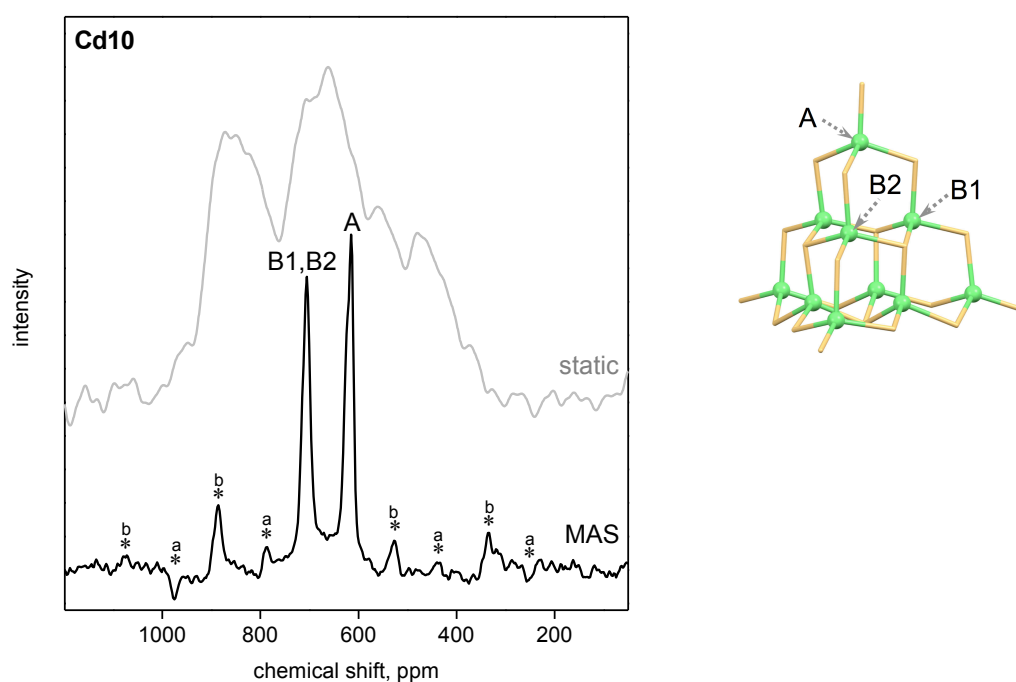 Cd10
intensity
static
B1,B2
A
MAS
b
*
a
*
b
*
a
*
b
*
a
*
b
*
a
*
1000
800
600
400
200
chemical shift, ppm
A
B2
B1